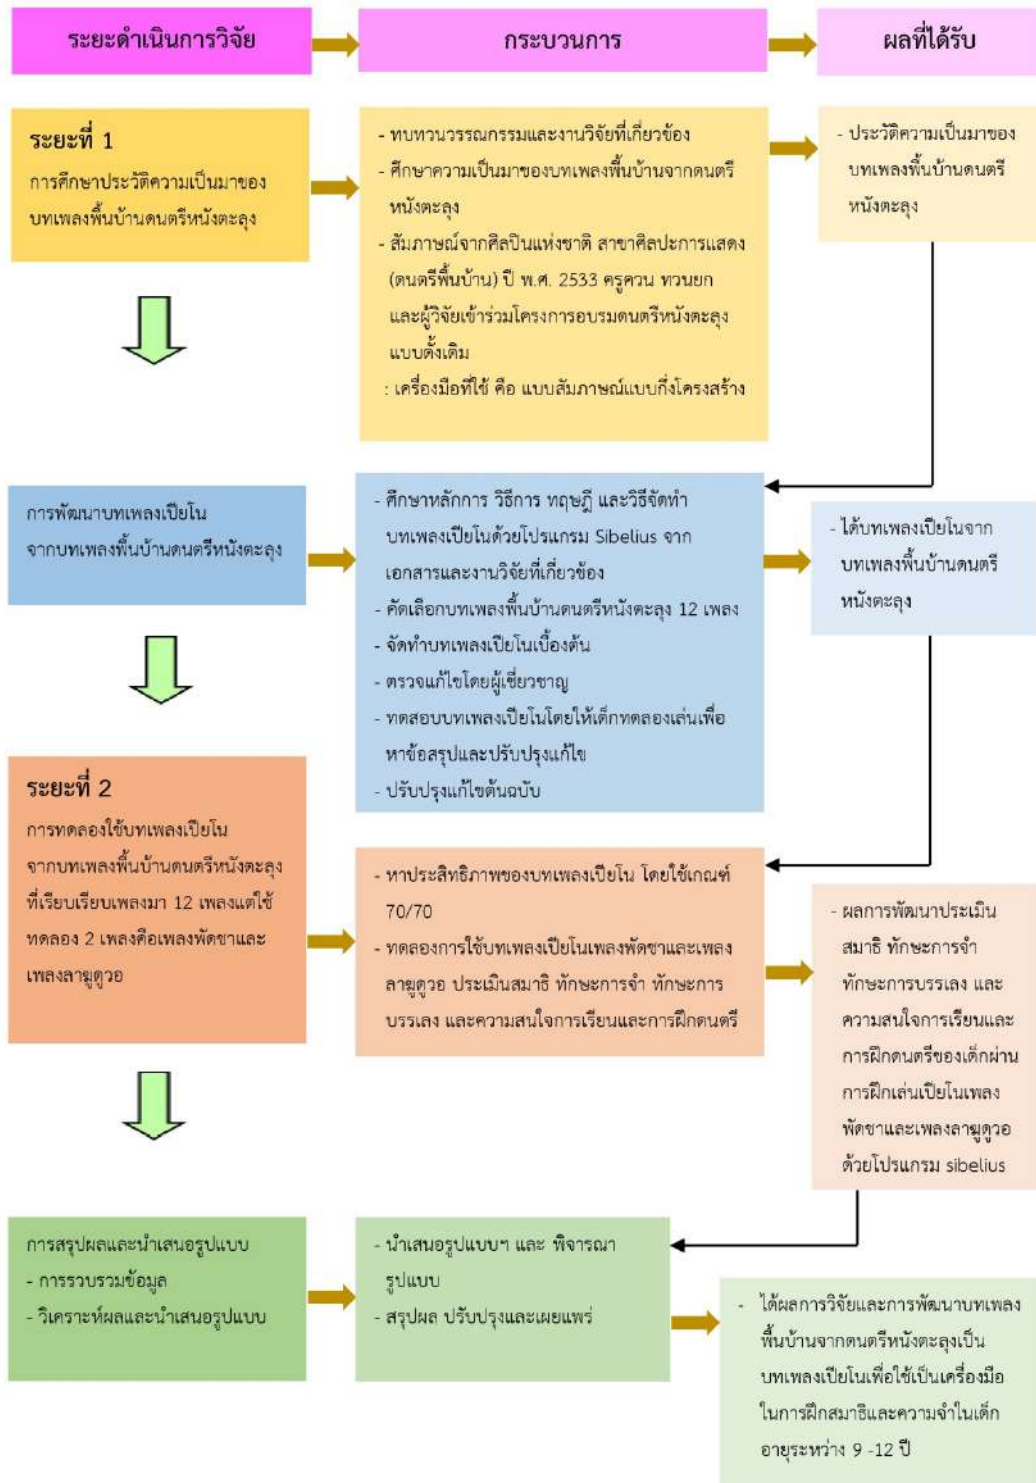 ระยะดำเนินการวิจัย
กระบวนการ
ผลที่ได้รับ
ระยะที่ 1
การศึกษาประวัติความเป็นมาของ
บทเพลงพื้นบ้านดนตรีหนังตะลุง
- ทบทวนวรรณกรรมและงานวิจัยที่เกี่ยวข้อง
- ศึกษาความเป็นมาของบทเพลงพื้นบ้านจากดนตรี
หนังตะลุง
- สัมภาษณ์จากศิลปินแห่งชาติ สาขาศิลปะการแสดง
(ดนตรีพื้นบ้าน) ปี พ.ศ. 2533 ครูควน ทวนยก
และผู้วิจัยเข้าร่วมโครงการอบรมดนตรีหนังตะลุง
แบบดั้งเดิม
: เครื่องมือที่ใช้ คือ แบบสัมภาษณ์แบบกึ่งโครงสร้าง
- ประวัติความเป็นมาของ
บทเพลงพื้นบ้านดนตรี
หนังตะลุง
การพัฒนาบทเพลงเปียโน
จากบทเพลงพื้นบ้านดนตรีหนังตะลุง
- ศึกษาหลักการ วิธีการ ทฤษฎี และวิธีจัดทำ
บทเพลงเปียโนด้วยโปรแกรม Sibelius จาก
เอกสารและงานวิจัยที่เกี่ยวข้อง
- คัดเลือกบทเพลงพื้นบ้านดนตรีหนังตะลุง 12 เพลง
- จัดทำบทเพลงเปียโนเบื้องต้น
- ตรวจแก้ไขโดยผู้เชี่ยวชาญ
- ทดสอบบทเพลงเปียโนโดยให้เด็กทดลองเล่นเพื่อ
หาข้อสรุปและปรับปรุงแก้ไข
- ปรับปรุงแก้ไขต้นฉบับ
- ได้บทเพลงเปียโนจาก
บทเพลงพื้นบ้านดนตรี
หนังตะลุง
ระยะที่ 2
การทดลองใช้บทเพลงเปียโน
จากบทเพลงพื้นบ้านดนตรีหนังตะลุง
ที่เรียบเรียบเพลงมา 12 เพลงแต่ใช้
ทดลอง 2 เพลงคือเพลงพัดชาและ
เพลงลาฆูดูวอ
- หาประสิทธิภาพของบทเพลงเปียโน โดยใช้เกณฑ์
70/70
- ทดลองการใช้บทเพลงเปียโนเพลงพัดชาและเพลง
ลาฆูดูวอ ประเมินสมาธิ ทักษะการจำ ทักษะการ
บรรเลง และความสนใจการเรียนและการฝึกดนตรี
- ผลการพัฒนาประเมิน
สมาธิ ทักษะการจำ
ทักษะการบรรเลง และ
ความสนใจการเรียนและ
การฝึกดนตรีของเด็กผ่าน
การฝึกเล่นเปียโนเพลง
พัดชาและเพลงลาฆูดูวอ
ด้วยโปรแกรม sibelius
การสรุปผลและนำเสนอรูปแบบ
- การรวบรวมข้อมูล
- วิเคราะห์ผลและนำเสนอรูปแบบ
- นำเสนอรูปแบบฯ และ พิจารณา
รูปแบบ
- สรุปผล ปรับปรุงและเผยแพร่
- ได้ผลการวิจัยและการพัฒนาบทเพลง
พื้นบ้านจากดนตรีหนังตะลุงเป็น
บทเพลงเปียโนเพื่อใช้เป็นเครื่องมือ
ในการฝึกสมาธิและความจำในเด็ก
อายุระหว่าง 9 -12 ปี